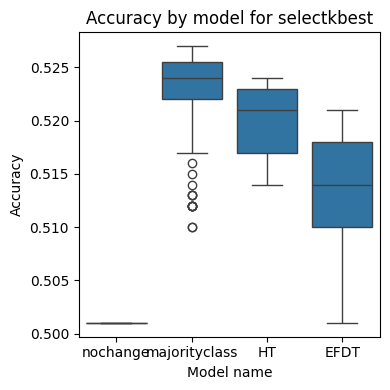 Accuracy by model for selectkbest
0.525
0.520
0.515
0.510
0.505
0.500
Accuracy
nochange majorityclass HT EFDT
Model name